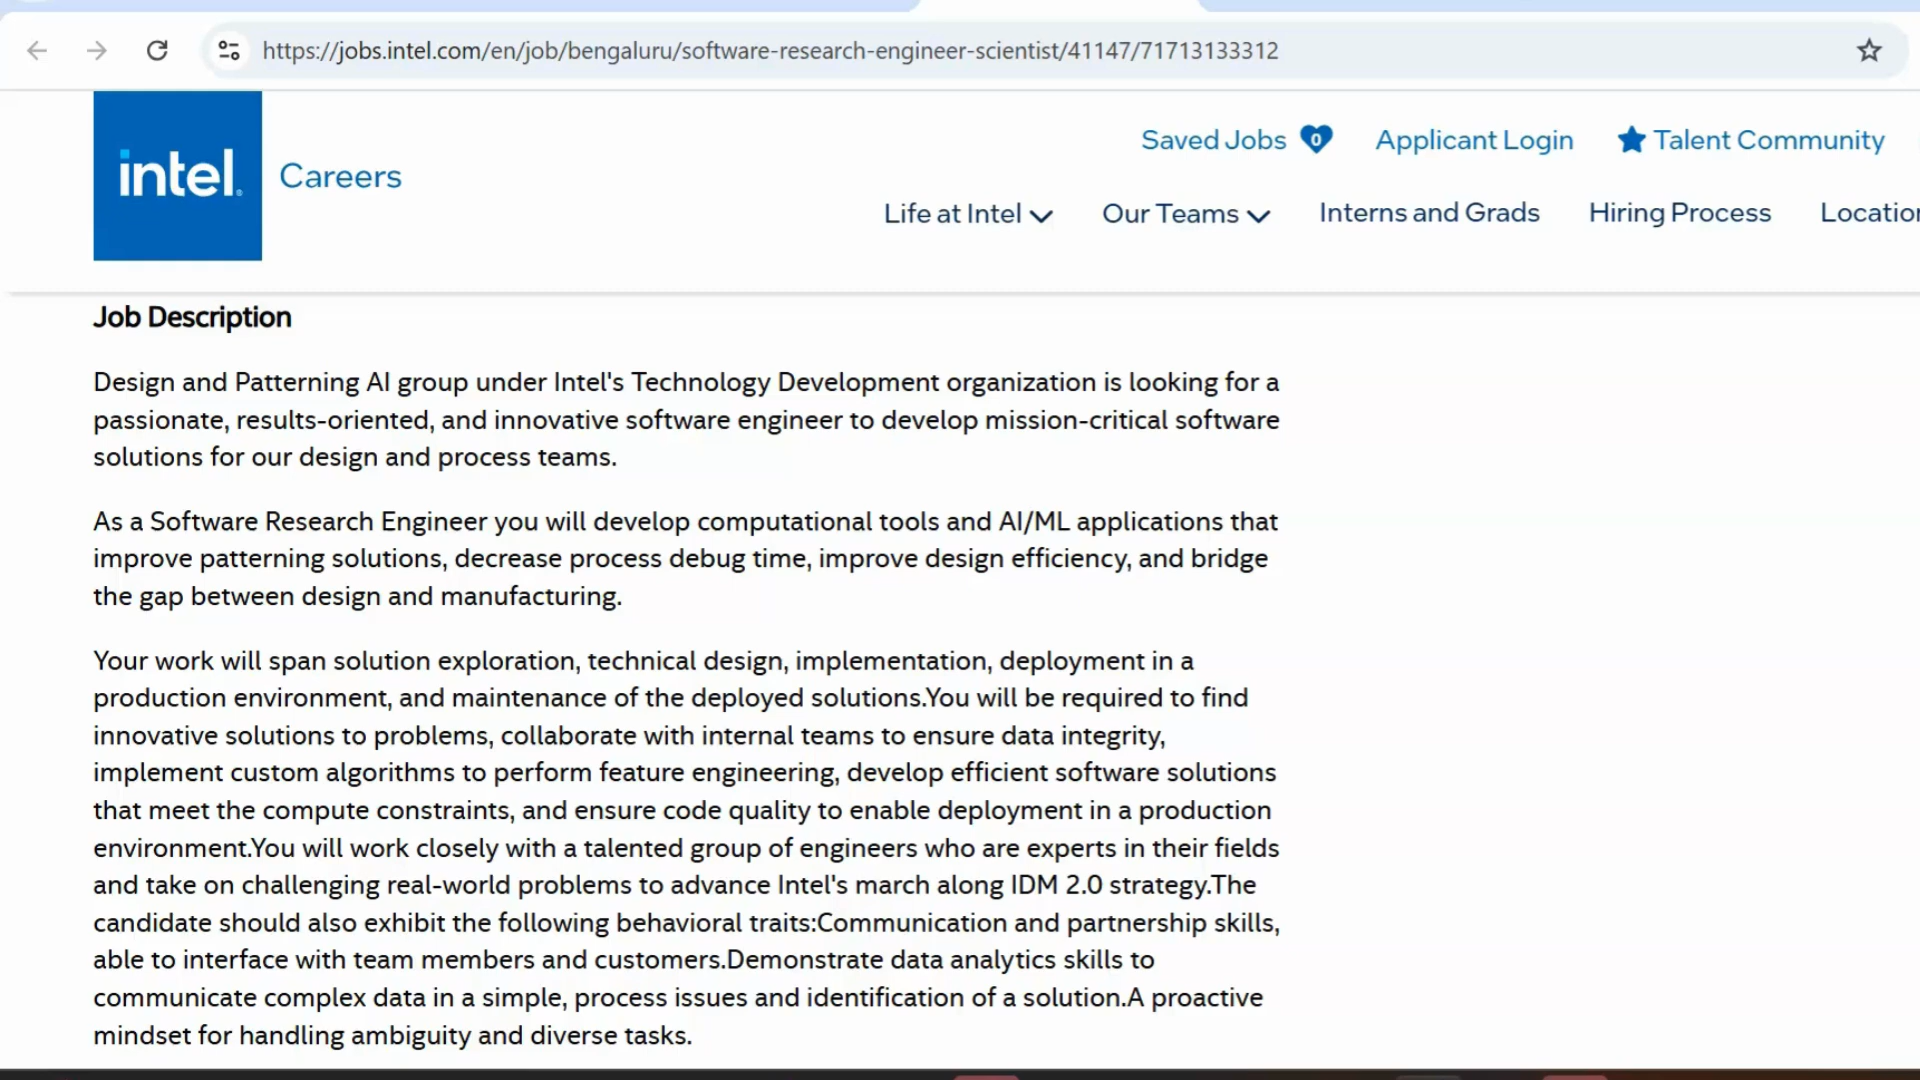 https://jobs.intel.com/en/job/bengaluru/software-research-engineer-scientist/41147/71713133312
Saved Jobs 0 Applicant Login Talent Community
intel. Careers
Life at Intel Our Teams Interns and Grads Hiring Process
Job Description
Design and Patterning AI group under Intel's Technology Development organization is looking for a
passionate, results-oriented, and innovative software engineer to develop mission-critical software
solutions for our design and process teams.
As a Software Research Engineer you will develop computational tools and AI/ML applications that
improve patterning solutions, decrease process debug time, improve design efficiency, and bridge
the gap between design and manufacturing.
Your work will span solution exploration, technical design, implementation, deployment in a
production environment, and maintenance of the deployed solutions.You will be required to find
innovative solutions to problems, collaborate with internal teams to ensure data integrity,
implement custom algorithms to perform feature engineering, develop efficient software solutions
that meet the compute constraints, and ensure code quality to enable deployment in a production
environment.You will work closely with a talented group of engineers who are experts in their fields
and take on challenging real-world problems to advance Intel's march along IDM 2.0 strategy.The
candidate should also exhibit the following behavioral traits:Communication and partnership skills,
able to interface with team members and customers.Demonstrate data analytics skills to
communicate complex data in a simple, process issues and identification of a solution.A proactive
mindset for handling ambiguity and diverse tasks.